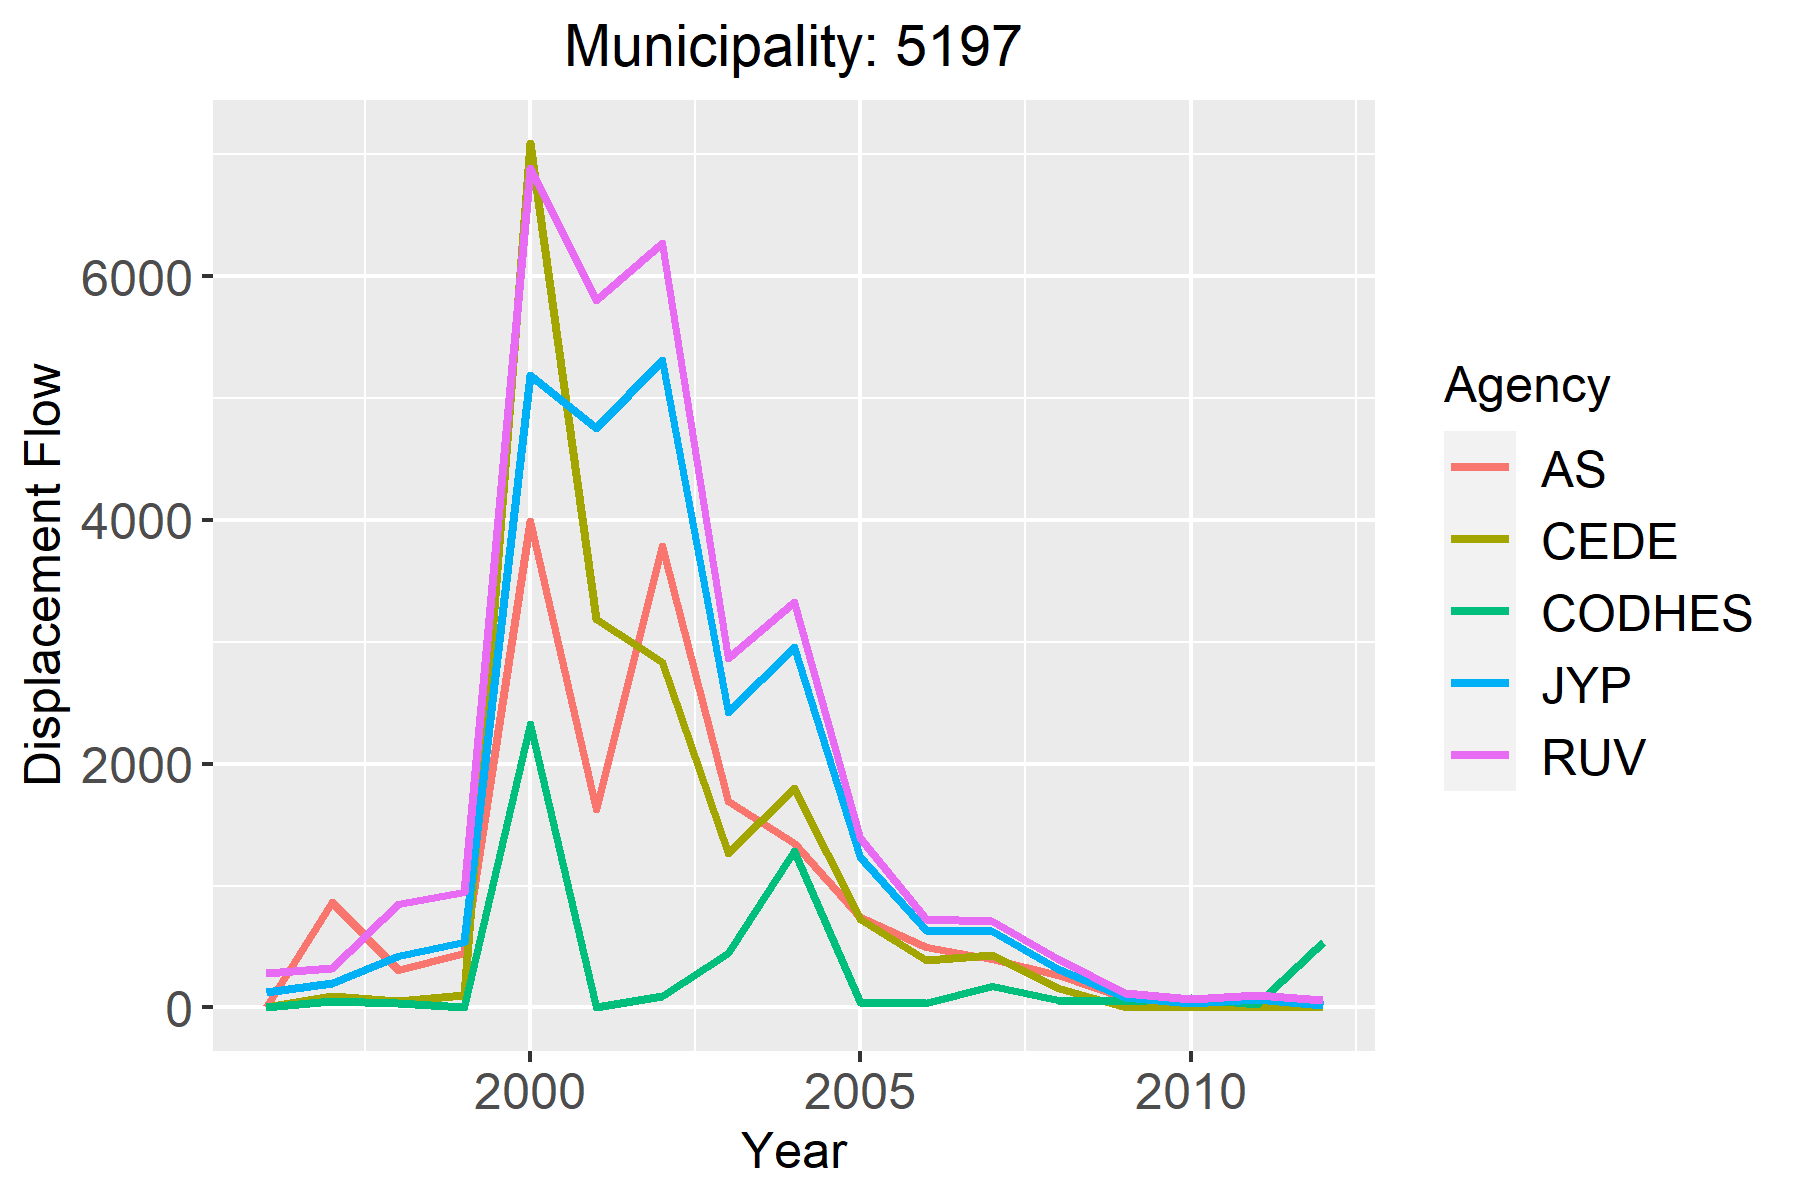 Municipality: 5197
Displacement Flow
6000
4000
2000
0
2000 2005 2010
Year
Agency
AS
CEDE
CODHES
JYP
RUV